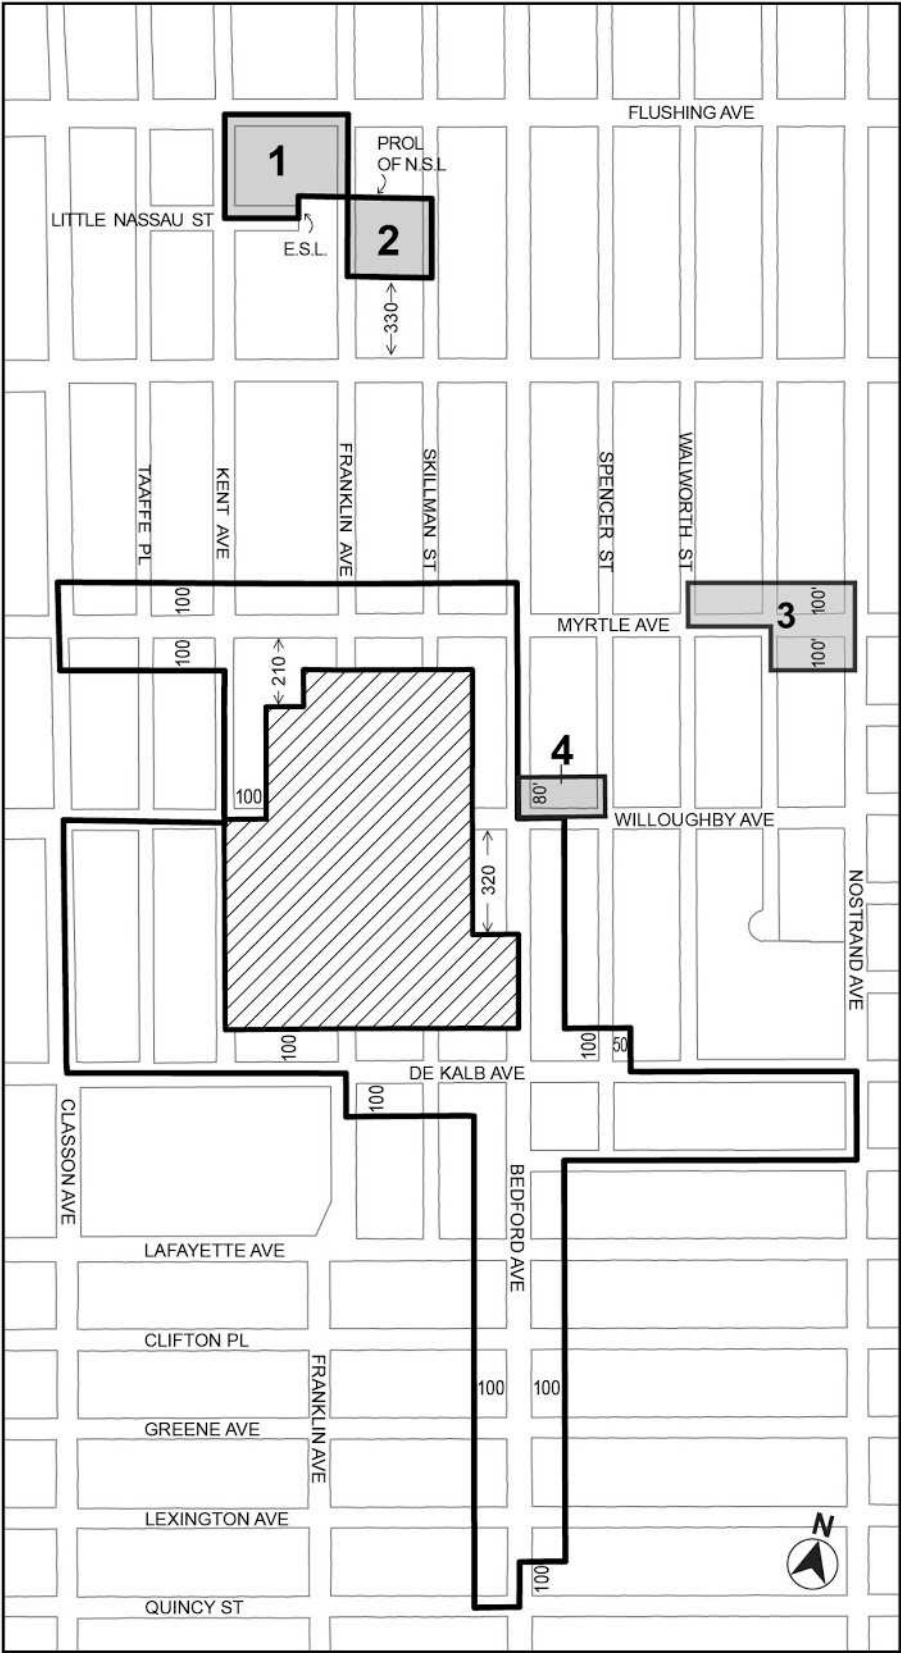 FLUSHING AVE
1
PROL
OF N.S.L
LITTLE NASSAU ST
E.S.L.
2
330
TAAFFE PL
KENT AVE
FRANKLIN AVE
SKILLMAN ST
SPENCER ST
WALWORTH ST
100
100'
3
MYRTLE AVE
100
210
100'
4
100
80'
WILLOUGHBY AVE
320
NOSTRAND AVE
100
100
50
DE KALB AVE
100
CLASSON AVE
BEDFORD AVE
LAFAYETTE AVE
CLIFTON PL
FRANKLIN AVE
100
100
GREENE AVE
LEXINGTON AVE
N
100
QUINCY ST